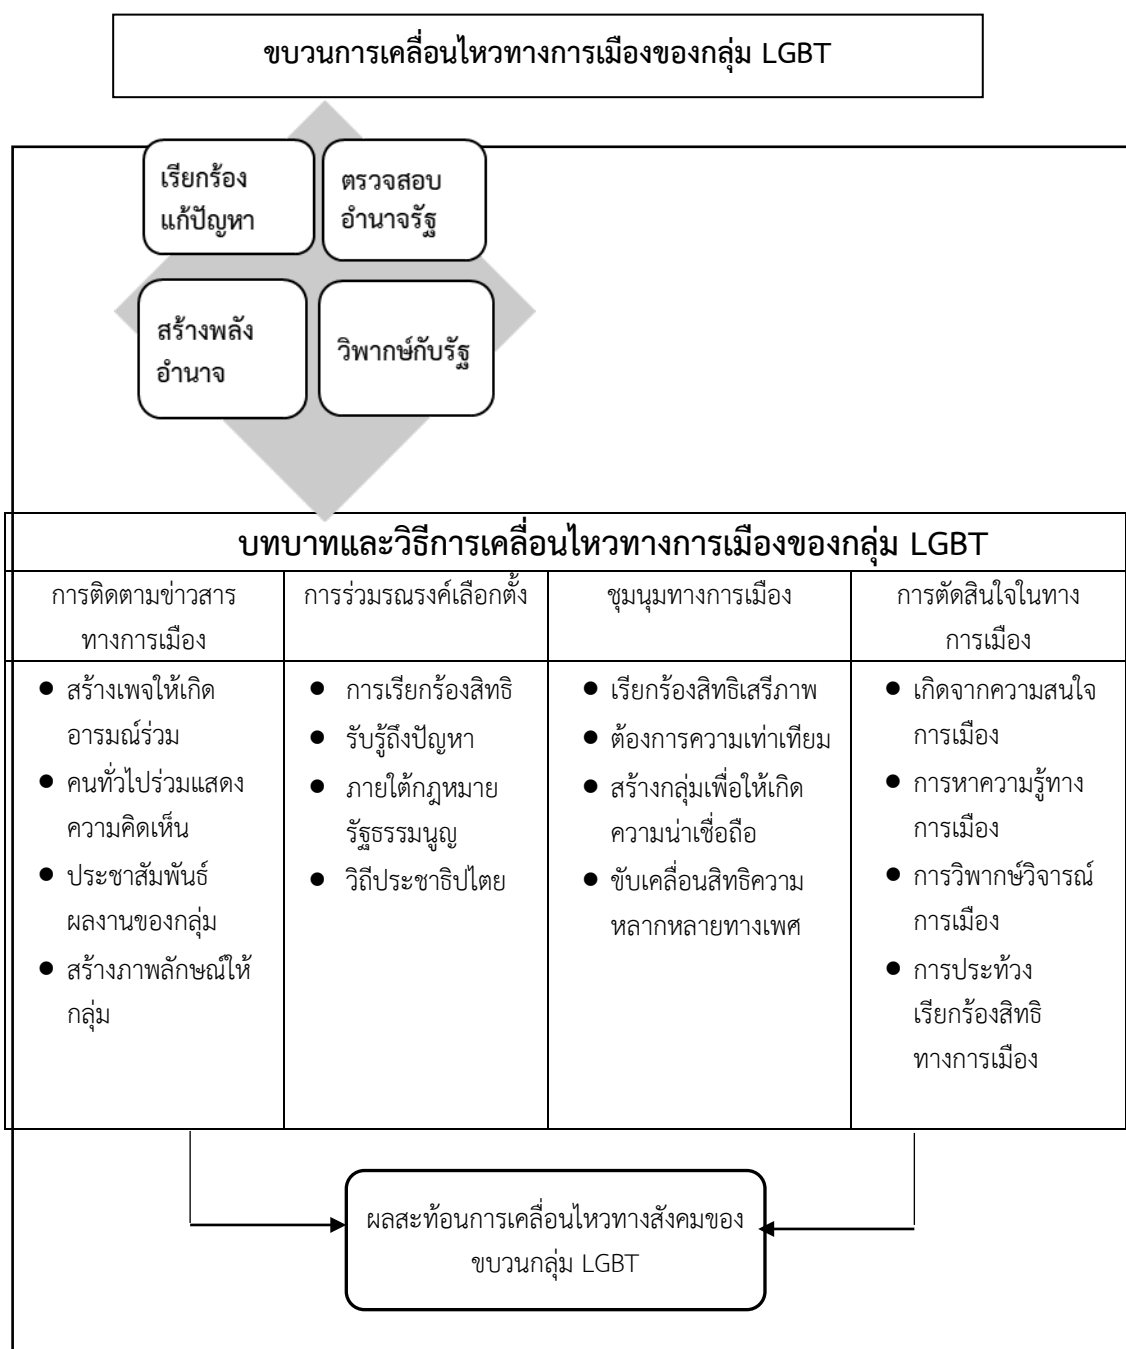 ขบวนการเคลื่อนไหวทางการเมืองของกลุ่ม LGBT
เรียกร้อง
แก้ปัญหา
ตรวจสอบ
อำนาจรัฐ
สร้างพลัง
อำนาจ
วิพากษ์กับรัฐ
บทบาทและวิธีการเคลื่อนไหวทางการเมืองของกลุ่ม LGBT
การติดตามข่าวสาร
ทางการเมือง
การร่วมรณรงค์เลือกตั้ง
ชุมนุมทางการเมือง
การตัดสินใจในทาง
การเมือง
● สร้างเพจให้เกิด
อารมณ์ร่วม
● คนทั่วไปร่วมแสดง
ความคิดเห็น
● ประชาสัมพันธ์
ผลงานของกลุ่ม
● สร้างภาพลักษณ์ให้
กลุ่ม
● การเรียกร้องสิทธิ
● รับรู้ถึงปัญหา
● ภายใต้กฎหมาย
รัฐธรรมนูญ
● วิถีประชาธิปไตย
● เรียกร้องสิทธิเสรีภาพ
● ต้องการความเท่าเทียม
● สร้างกลุ่มเพื่อให้เกิด
ความน่าเชื่อถือ
● ขับเคลื่อนสิทธิความ
หลากหลายทางเพศ
● เกิดจากความสนใจ
การเมือง
● การหาความรู้ทาง
การเมือง
● การวิพากษ์วิจารณ์
การเมือง
● การประท้วง
เรียกร้องสิทธิ
ทางการเมือง
ผลสะท้อนการเคลื่อนไหวทางสังคมของ
ขบวนกลุ่ม LGBT